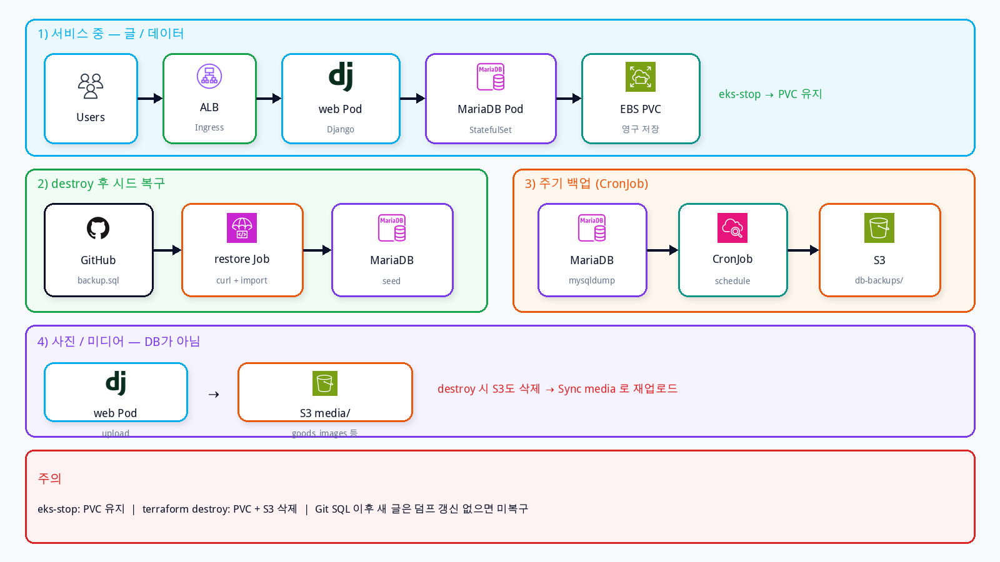 1) 서비스 중 — 글 / 데이터
Users
ALB
Ingress
dj
web Pod
Django
MariaDB
MariaDB Pod
StatefulSet
EBS PVC
영구 저장
eks-stop → PVC 유지
2) destroy 후 시드 복구
GitHub
backup.sql
restore Job
curl + import
MariaDB
MariaDB
seed
3) 주기 백업 (CronJob)
MariaDB
MariaDB
mysqldump
CronJob
schedule
S3
db-backups/
4) 사진 / 미디어 — DB가 아님
dj
web Pod
upload
→
S3 media/
goods images 등
destroy 시 S3도 삭제 → Sync media 로 재업로드
주의
eks-stop: PVC 유지 | terraform destroy: PVC + S3 삭제 | Git SQL 이후 새 글은 덤프 갱신 없으면 미복구